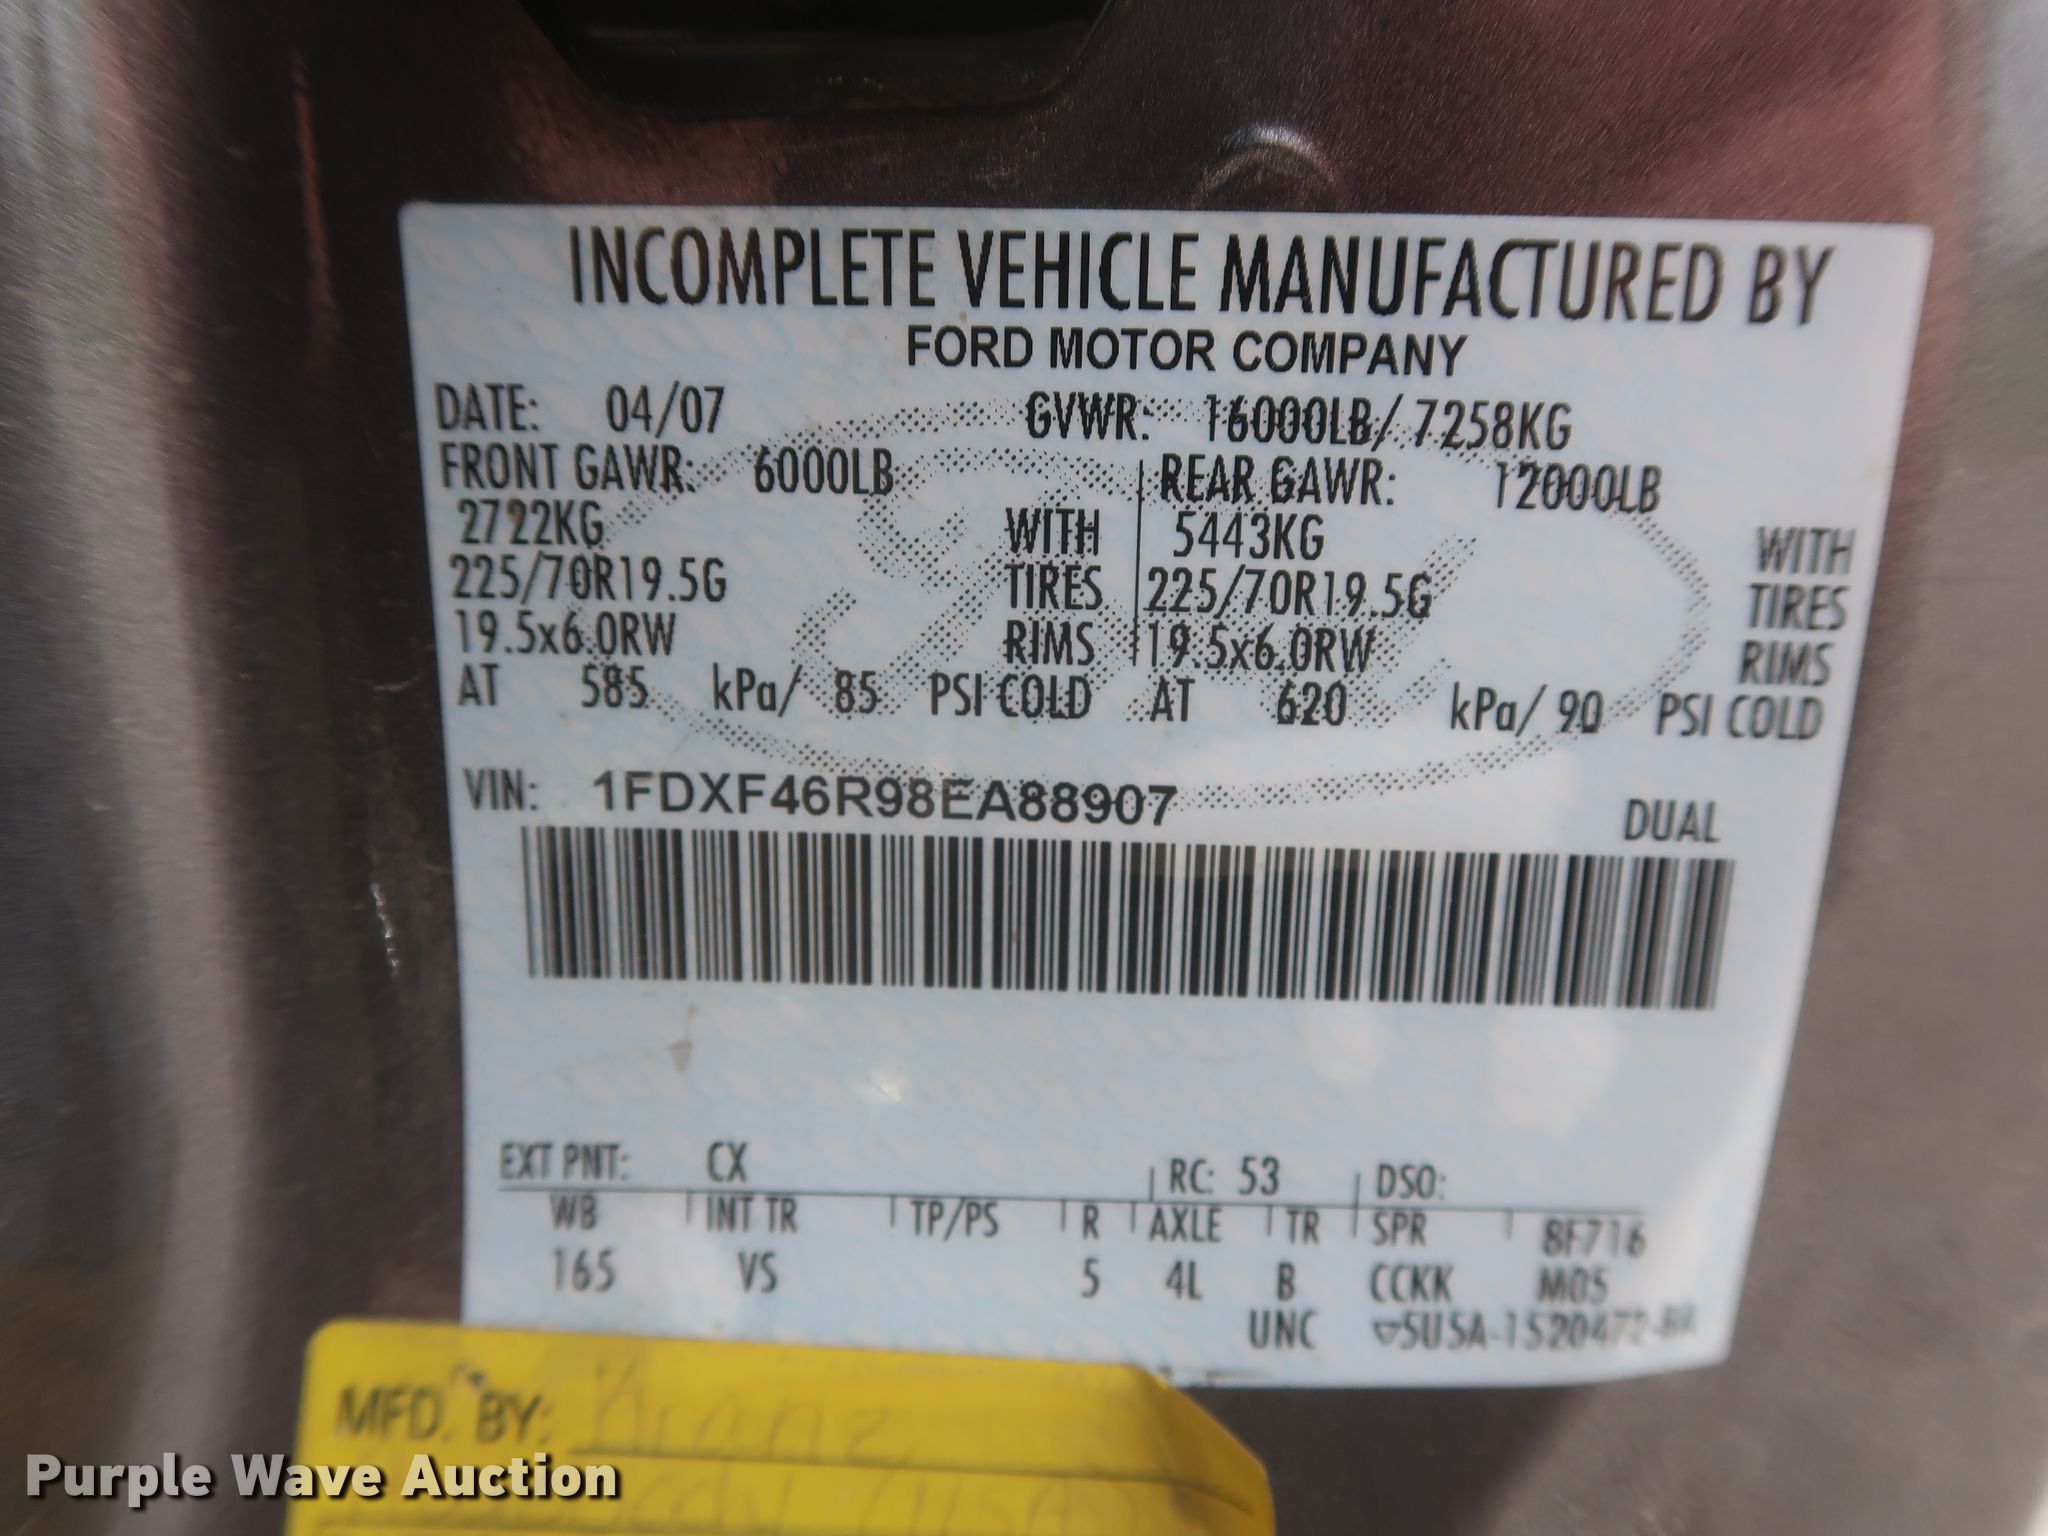 INCOMPLETE VEHICLE MANUFACTURED BY
FORD MOTOR COMPANY
DATE: 04/07 GVWR: 16000LB/ 7258KG
FRONT GAWR: 6000LB REAR GAWR: 12000LB
2722KG WITH 5443KG WITH
225/70R19.5G TIRES 225/70R19.5G TIRES
19.5x6.0RW RIMS 19.5x6.0RW RIMS
AT 585 kPa/ 85 PSI COLD AT 620 kPa/ 90 PSI COLD
VIN: 1FDXF46R98EA88907
DUAL
EXT PNT: CX RC: 53 DSO:
WB INT TR TP/PS R AXLE TR SPR 8F716
165 VS 5 4L B CCKK M05
UNC ▽5U5A-1520472-BA
MFD. BY: Kranz
Purple Wave Auction